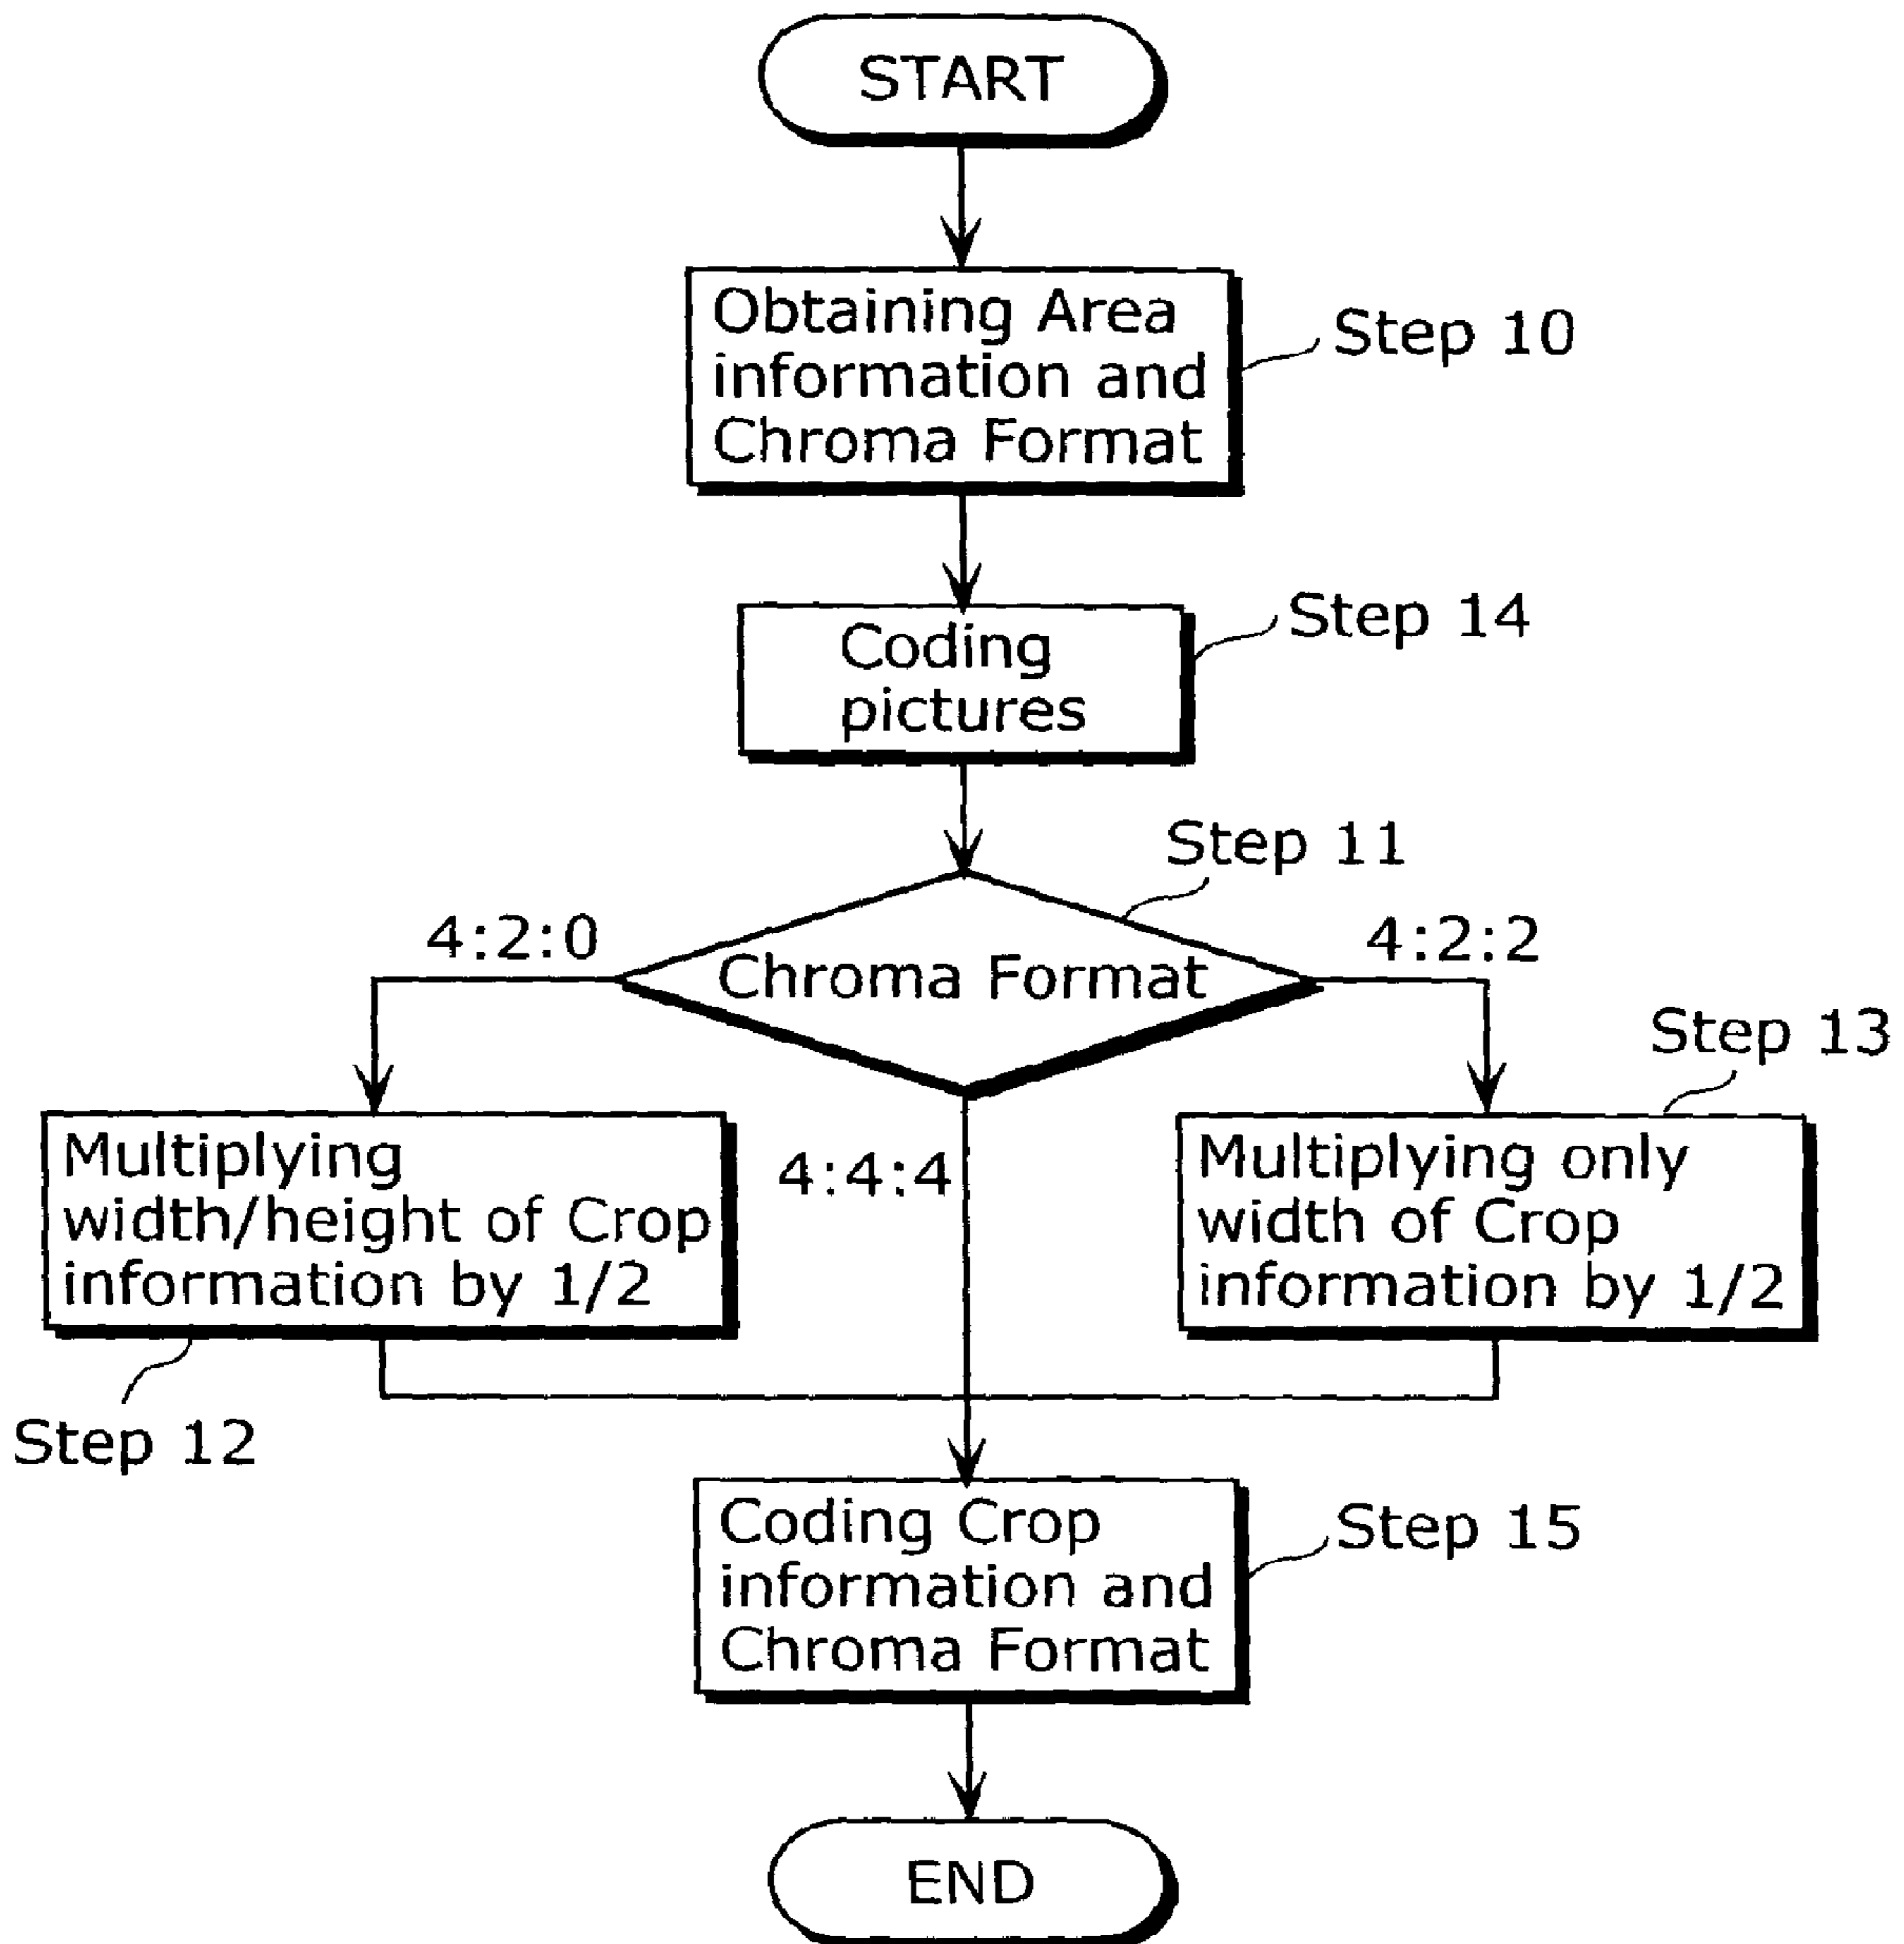 START
Obtaining Area
information and
Chroma Format
Step 10
Coding
pictures
Step 14
Step 11
4:2:0
Chroma Format
4:2:2
Step 13
Multiplying
width/height of Crop
information by 1/2
4:4:4
Multiplying only
width of Crop
information by 1/2
Step 12
Coding Crop
information and
Chroma Format
Step 15
END